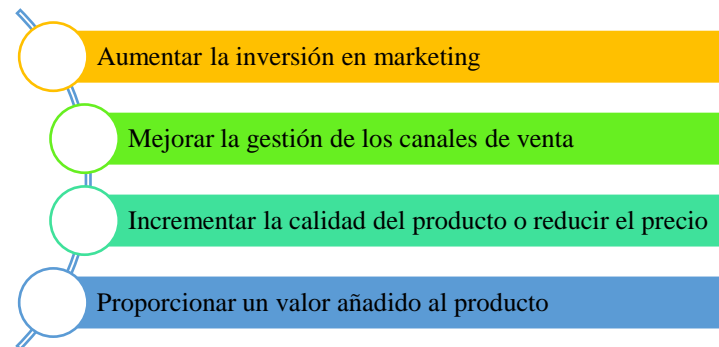 Aumentar la inversión en marketing
Mejorar la gestión de los canales de venta
Incrementar la calidad del producto o reducir el precio
Proporcionar un valor añadido al producto